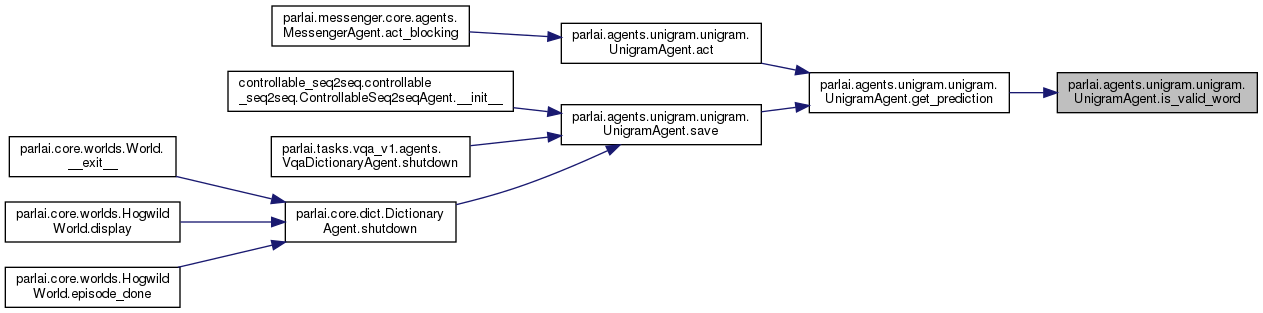 parlai.messenger.core.agents.
MessengerAgent.act_blocking
parlai.agents.unigram.unigram.
UnigramAgent.act
controllable_seq2seq.controllable
_seq2seq.ControllableSeq2seqAgent.__init__
parlai.agents.unigram.unigram.
UnigramAgent.get_prediction
parlai.agents.unigram.unigram.
UnigramAgent.is_valid_word
parlai.agents.unigram.unigram.
UnigramAgent.save
parlai.core.worlds.World.
__exit__
parlai.tasks.vqa_v1.agents.
VqaDictionaryAgent.shutdown
parlai.core.worlds.Hogwild
World.display
parlai.core.dict.Dictionary
Agent.shutdown
parlai.core.worlds.Hogwild
World.episode_done